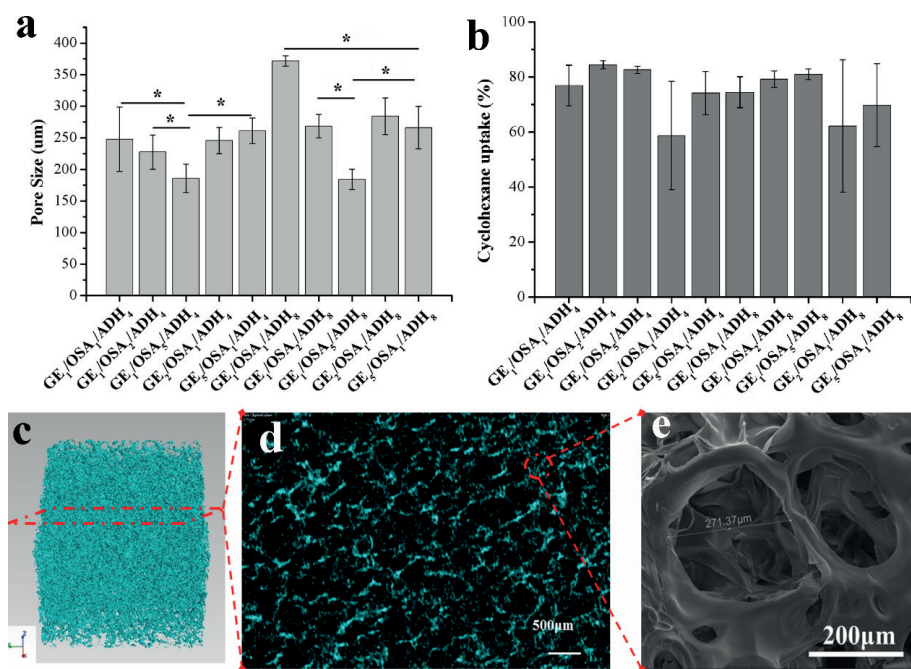 a
Pore Size (um)
400
350
300
250
200
150
100
50
0
* * * * * * *
GE₁/OSA₁/ADH₄
GE₁/OSA₂/ADH₄
GE₁/OSA₅/ADH₄
GE₂/OSA₁/ADH₄
GE₅/OSA₁/ADH₄
GE₁/OSA₁/ADH₈
GE₁/OSA₂/ADH₈
GE₁/OSA₅/ADH₈
GE₂/OSA₁/ADH₈
GE₅/OSA₁/ADH₈
b
Cyclohexane uptake (%)
100
80
60
40
20
0
GE₁/OSA₁/ADH₄
GE₁/OSA₂/ADH₄
GE₁/OSA₅/ADH₄
GE₂/OSA₁/ADH₄
GE₅/OSA₁/ADH₄
GE₁/OSA₁/ADH₈
GE₁/OSA₂/ADH₈
GE₁/OSA₅/ADH₈
GE₂/OSA₁/ADH₈
GE₅/OSA₁/ADH₈
c
d
500μm
e
271.37μm
200μm